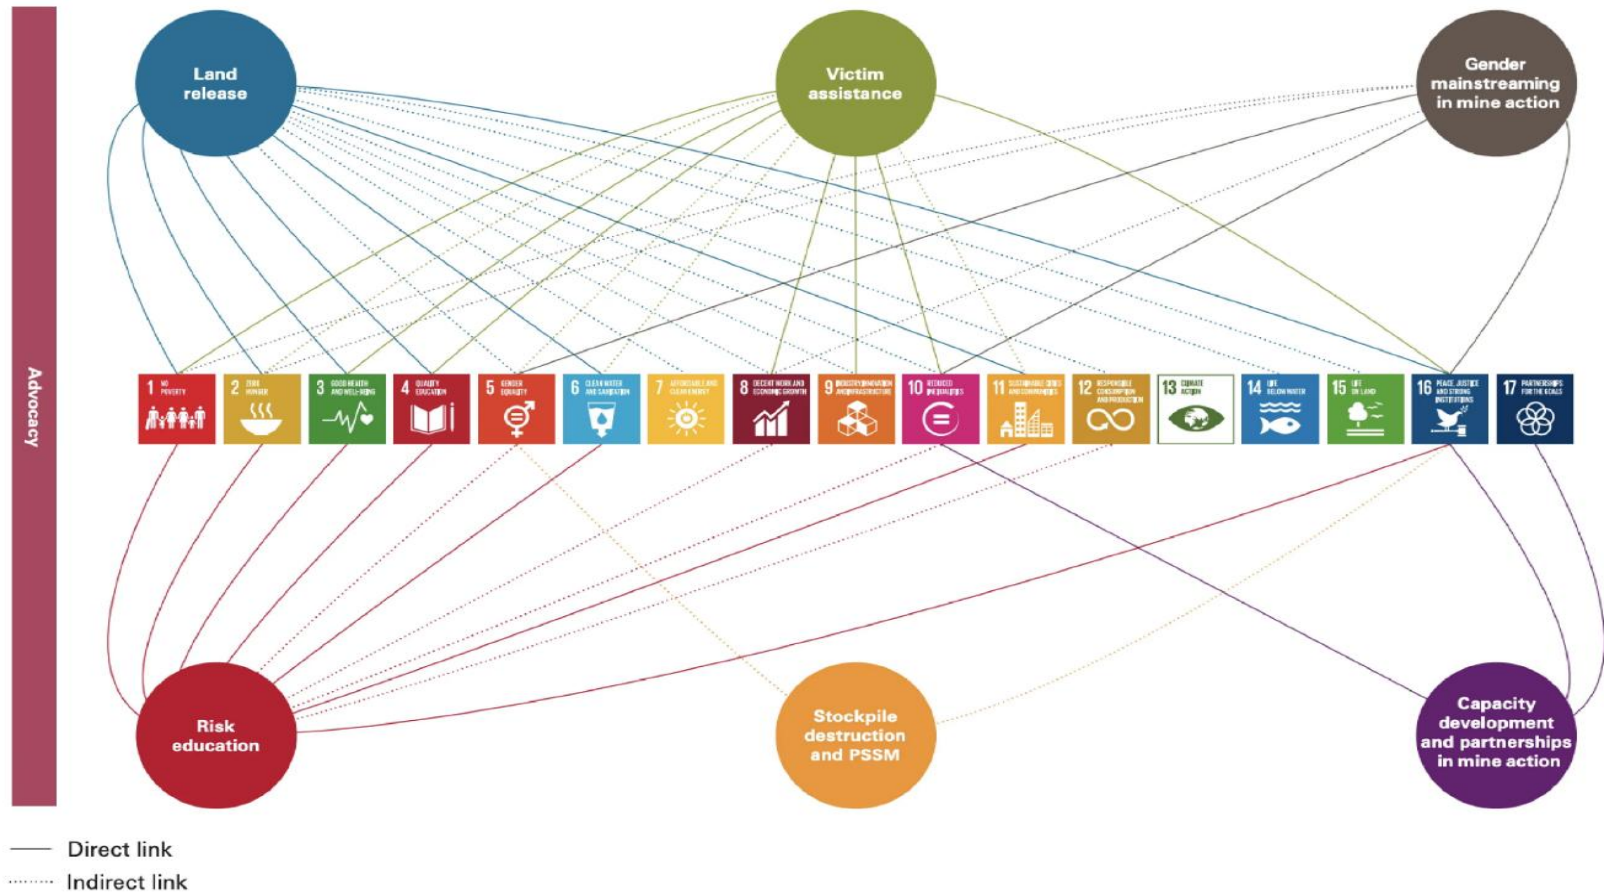 Land
release
Victim
assistance
Gender
mainstreaming
in mine action
Advocacy
1 NO
POVERTY
2 ZERO
HUNGER
3 GOOD HEALTH
AND WELL-BEING
4 QUALITY
EDUCATION
5 GENDER
EQUALITY
6 CLEAN WATER
AND SANITATION
7 AFFORDABLE AND
CLEAN ENERGY
8 DECENT WORK AND
ECONOMIC GROWTH
9 INDUSTRY, INNOVATION
AND INFRASTRUCTURE
10 REDUCED
INEQUALITIES
11 SUSTAINABLE CITIES
AND COMMUNITIES
12 RESPONSIBLE
CONSUMPTION
AND PRODUCTION
13 CLIMATE
ACTION
14 LIFE
BELOW WATER
15 LIFE
ON LAND
16 PEACE, JUSTICE
AND STRONG
INSTITUTIONS
17 PARTNERSHIPS
FOR THE GOALS
Risk
education
Stockpile
destruction
and PSSM
Capacity
development
and partnerships
in mine action
Direct link
Indirect link